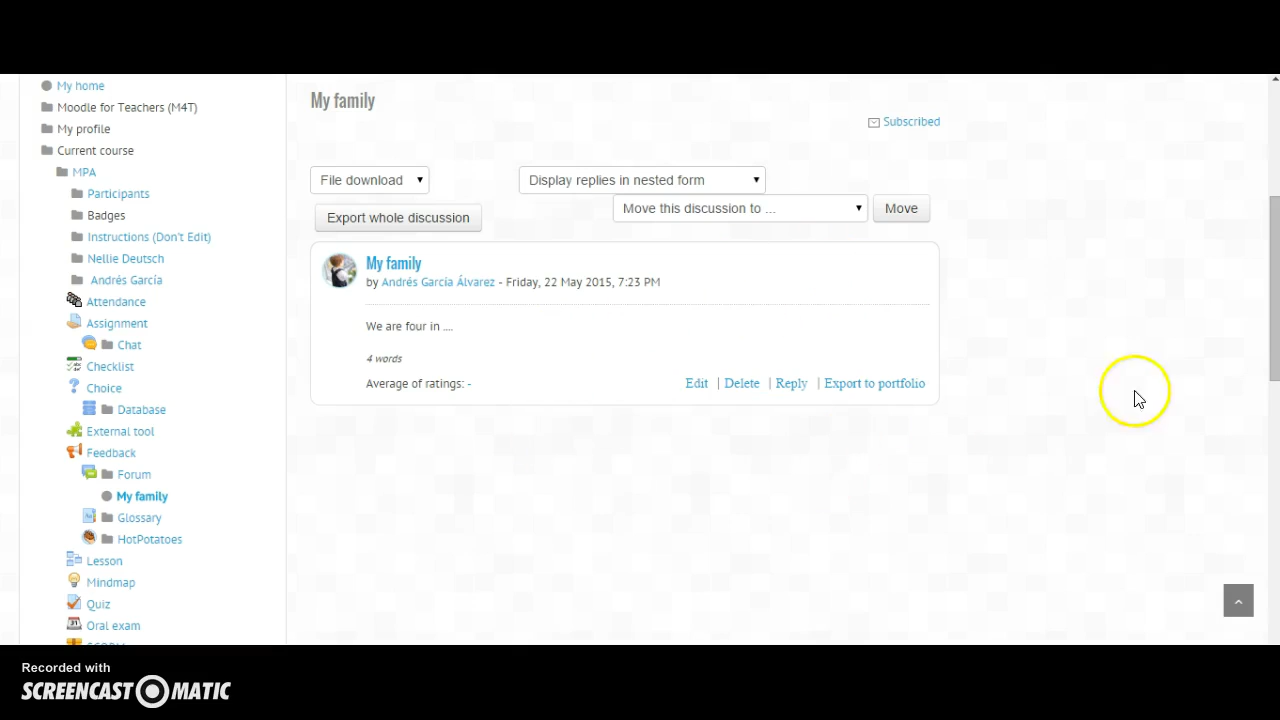 My home
Moodle for Teachers (M4T)
My profile
Current course
MPA
Participants
Badges
Instructions (Don't Edit)
Nellie Deutsch
Andrés García
Attendance
Assignment
Chat
Checklist
Choice
Database
External tool
Feedback
Forum
My family
Glossary
HotPotatoes
Lesson
Mindmap
Quiz
Oral exam
My family
Subscribed
File download
Display replies in nested form
Move this discussion to ...
Move
Export whole discussion
My family
by Andrés García Álvarez - Friday, 22 May 2015, 7:23 PM
We are four in ....
4 words
Average of ratings: -
Edit | Delete | Reply | Export to portfolio
Recorded with
SCREENCAST O MATIC